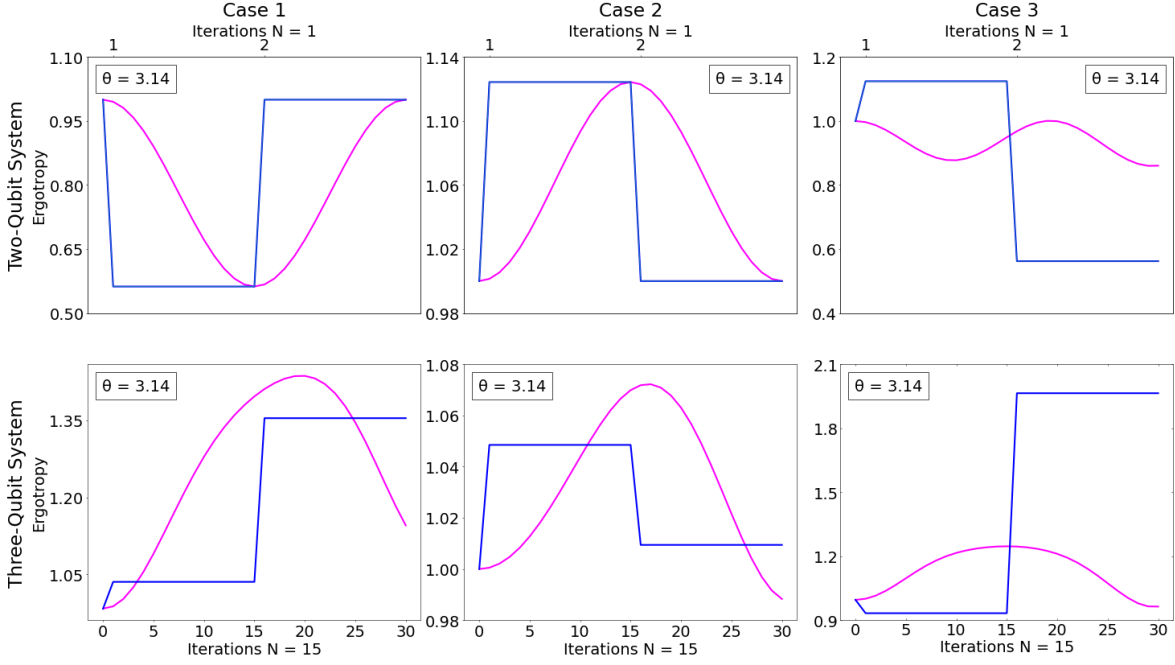 Case 1
Case 2
Case 3
Iterations N = 1
Iterations N = 1
Iterations N = 1
1 2
1 2
1 2
Two-Qubit System
Ergotropy
1.10
0.95
0.80
0.65
0.50
θ = 3.14
1.14
1.10
1.06
1.02
0.98
θ = 3.14
1.2
1.0
0.8
0.6
0.4
θ = 3.14
Three-Qubit System
Ergotropy
1.35
1.20
1.05
θ = 3.14
1.08
1.06
1.04
1.02
1.00
0.98
θ = 3.14
2.1
1.8
1.5
1.2
0.9
θ = 3.14
0 5 10 15 20 25 30
0 5 10 15 20 25 30
0 5 10 15 20 25 30
Iterations N = 15
Iterations N = 15
Iterations N = 15